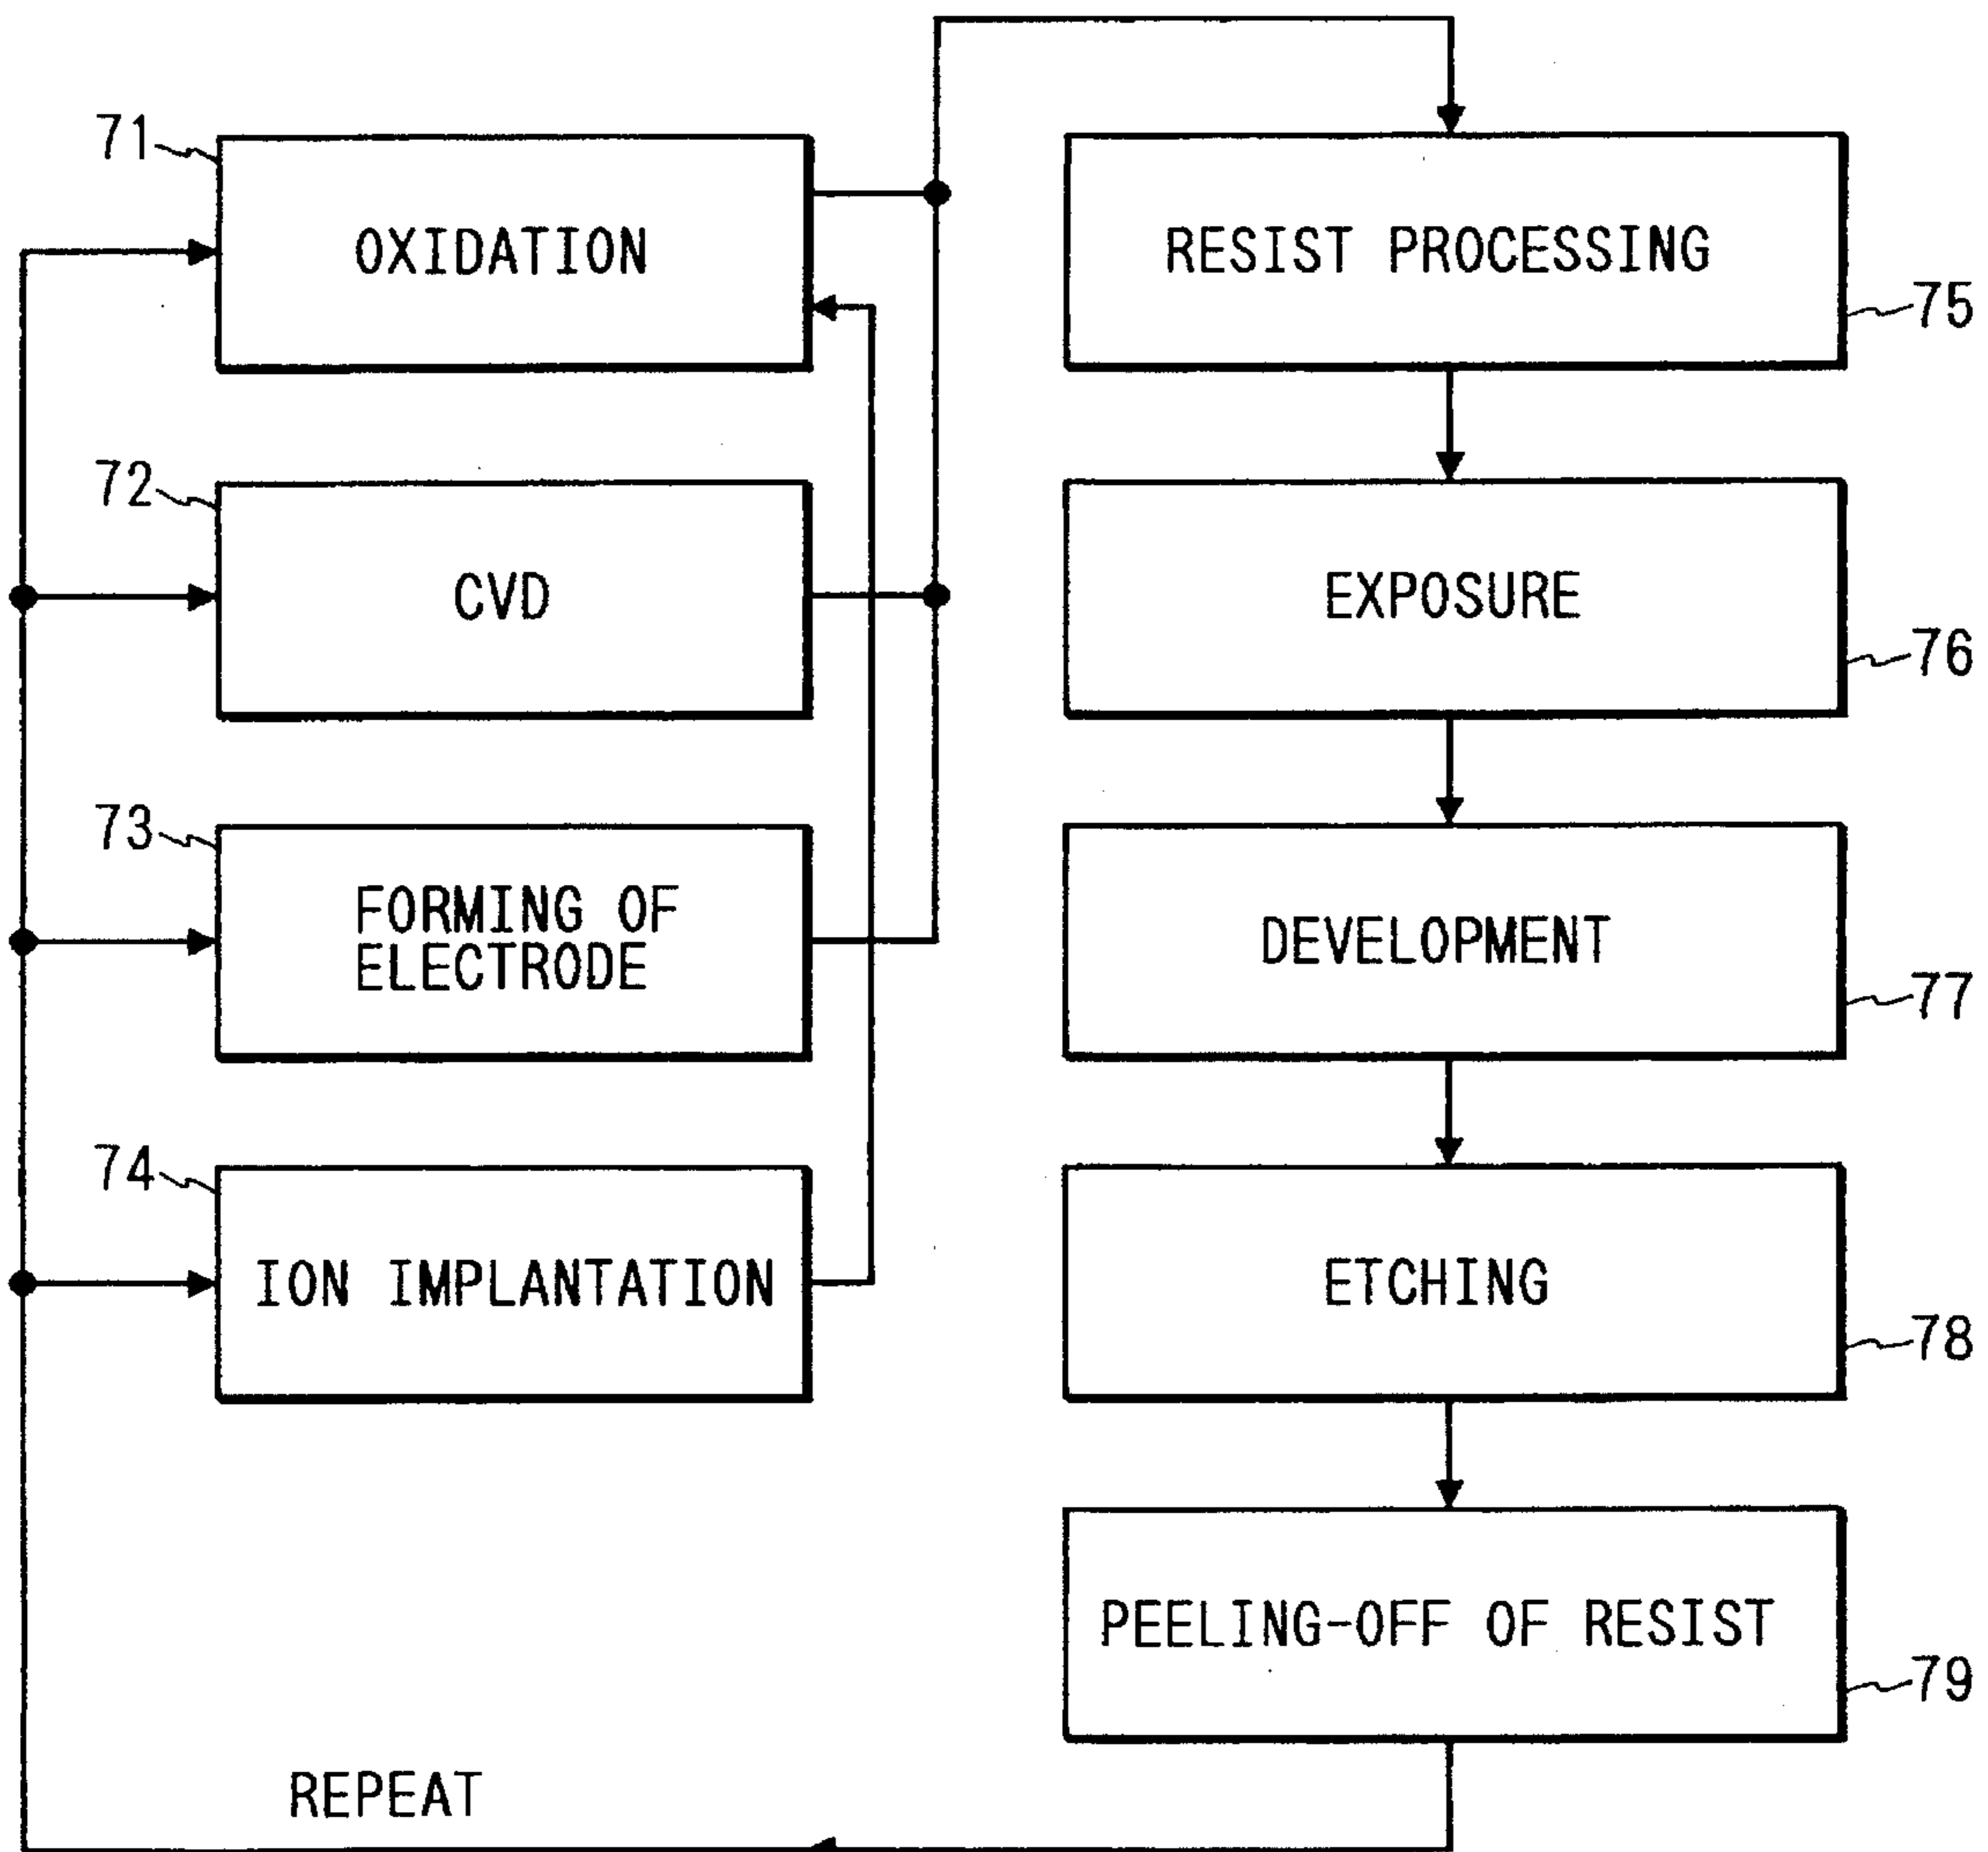 71
OXIDATION
72
CVD
73
FORMING OF
ELECTRODE
74
ION IMPLANTATION
RESIST PROCESSING
75
EXPOSURE
76
DEVELOPMENT
77
ETCHING
78
PEELING-OFF OF RESIST
79
REPEAT